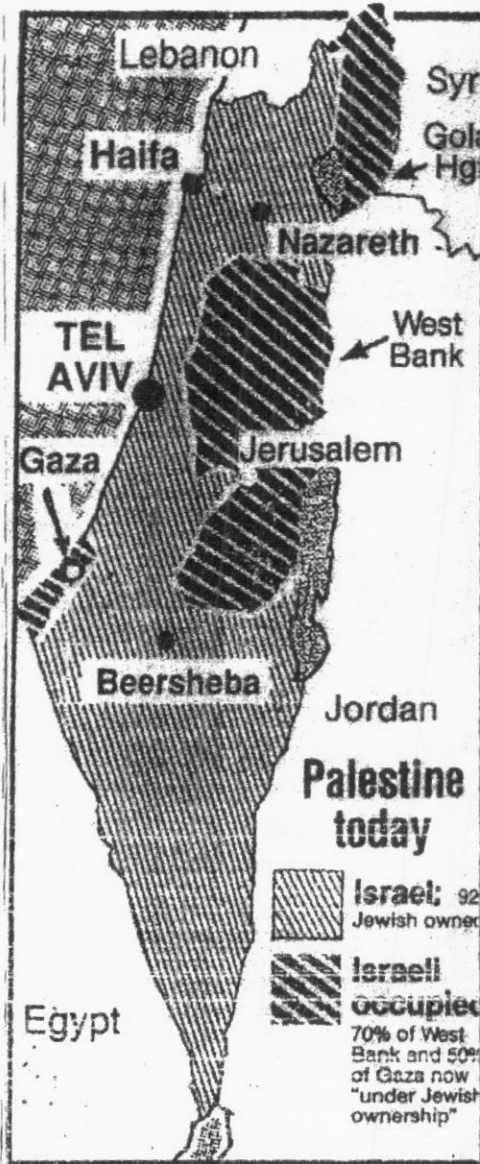 Lebanon
Syr
Haifa
Gola
Hg
Nazareth
TEL
AVIV
West
Bank
Gaza
Jerusalem
Beersheba
Jordan
Palestine
today
Israel: 92
Jewish owned
Israeli
occupied
70% of West
Bank and 50%
of Gaza now
"under Jewish
ownership"
Egypt